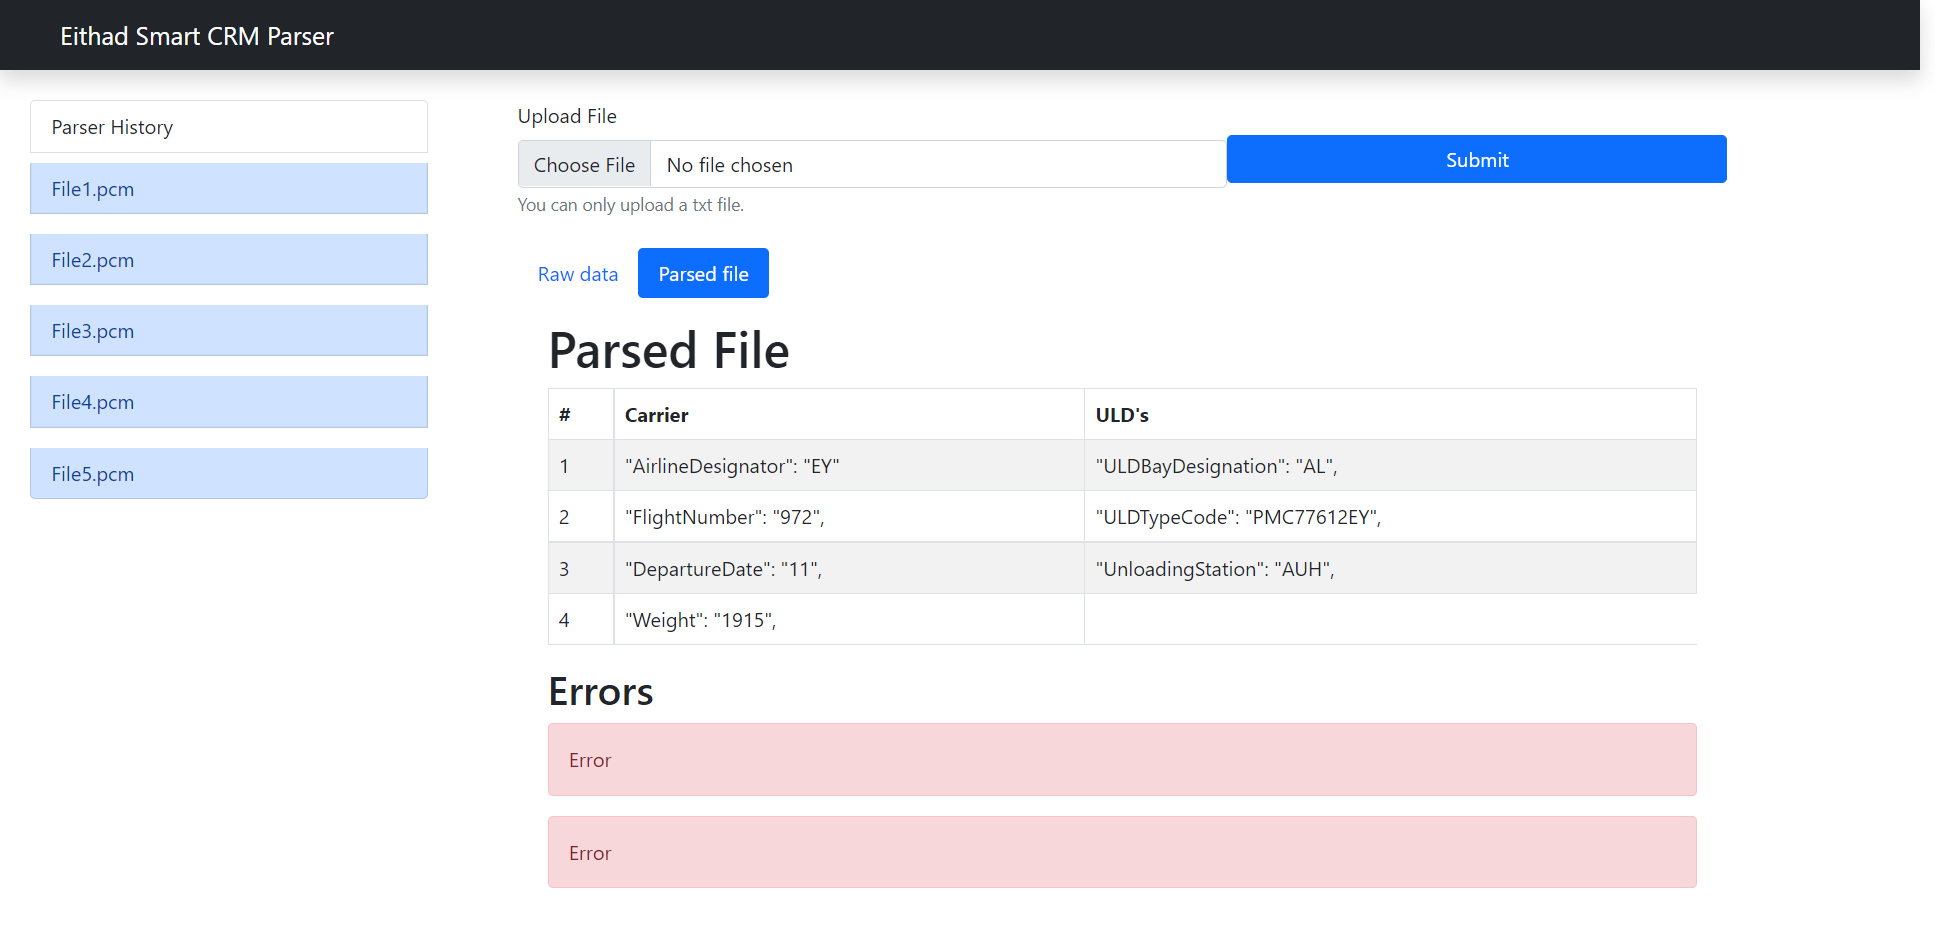 Eithad Smart CRM Parser
Parser History
File1.pcm
File2.pcm
File3.pcm
File4.pcm
File5.pcm
Upload File
Choose File No file chosen
Submit
You can only upload a txt file.
Raw data Parsed file
Parsed File
# Carrier ULD's
1 "AirlineDesignator": "EY" "ULDBayDesignation": "AL",
2 "FlightNumber": "972", "ULDTypeCode": "PMC77612EY",
3 "DepartureDate": "11", "UnloadingStation": "AUH",
4 "Weight": "1915",
Errors
Error
Error